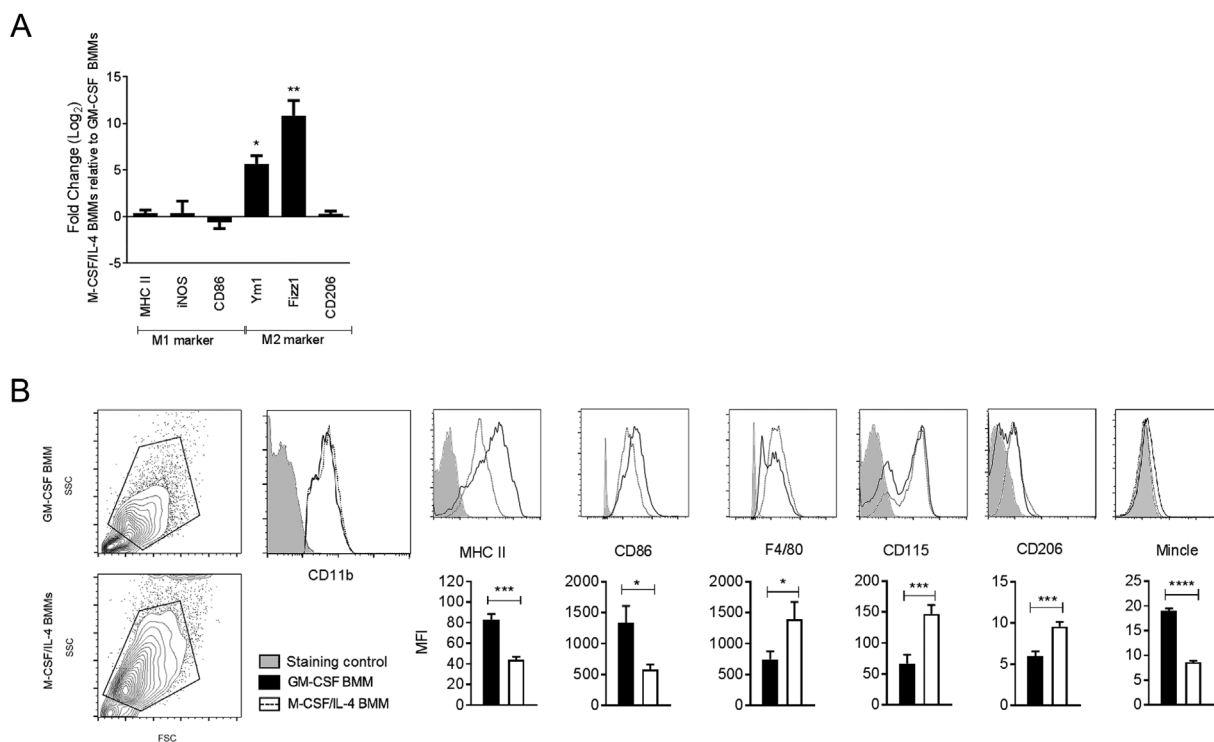 A
Fold Change (Log2)
M-CSF/IL-4 BMMs relative to GM-CSF BMMs
15
10
5
0
-5
**
*
MHC II
iNOS
CD86
Ym1
Fizz1
CD206
M1 marker
M2 marker
B
GM-CSF BMM
SSC
CD11b
MHC II
CD86
F4/80
CD115
CD206
Mincle
M-CSF/IL-4 BMMs
SSC
FSC
Staining control
GM-CSF BMM
M-CSF/IL-4 BMM
MFI
120
100
80
60
40
20
0
***
2000
1500
1000
500
0
*
2000
1500
1000
500
0
*
200
150
100
50
0
***
15
10
5
0
***
25
20
15
10
5
0
****